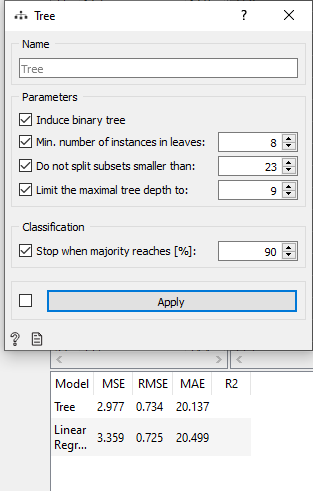 Tree
Name
Tree
Parameters
Induce binary tree
Min. number of instances in leaves: 8
Do not split subsets smaller than: 23
Limit the maximal tree depth to: 9
Classification
Stop when majority reaches [%]: 90
Apply
Model MSE RMSE MAE R2
Tree 2.977 0.734 20.137
Linear
Regr... 3.359 0.725 20.499